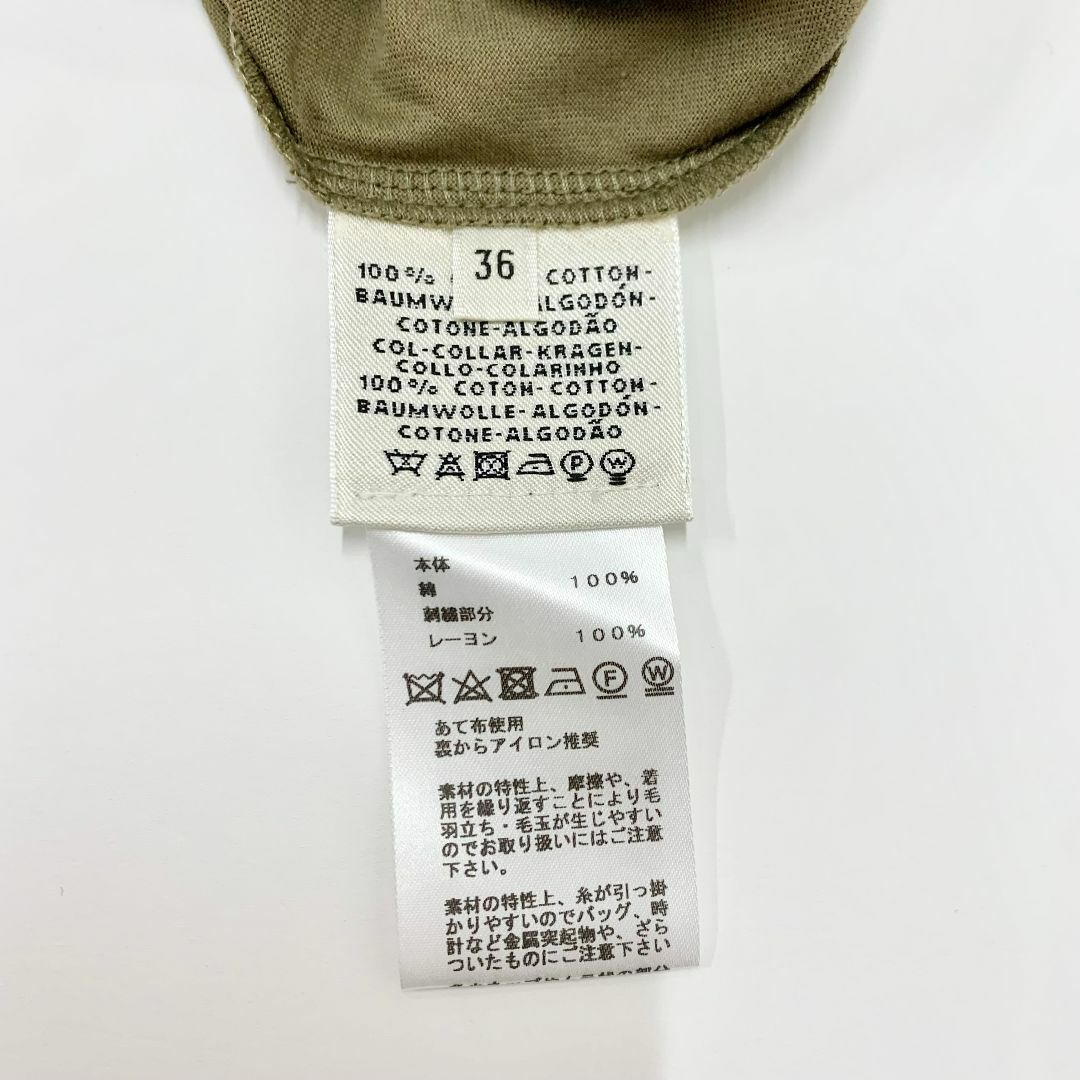 36
100% COTTON-
BAUMW ALGODÓN-
COTONE-ALGODÃO
COL-COLLAR-KRAGEN-
COLLO-COLARINHO
100% COTON-COTTON-
BAUMWOLLE-ALGODÓN-
COTONE-ALGODÃO
P W
本体
綿 100%
刺繍部分
レーヨン 100%
F W
あて布使用
裏からアイロン推奨
素材の特性上、摩擦や、着
用を繰り返すことにより毛
羽立ち・毛玉が生じやすい
のでお取り扱いにはご注意
下さい。
素材の特性上、糸が引っ掛
かりやすいのでバッグ、時
計など金属突起物や、ざら
ついたものにご注意下さい